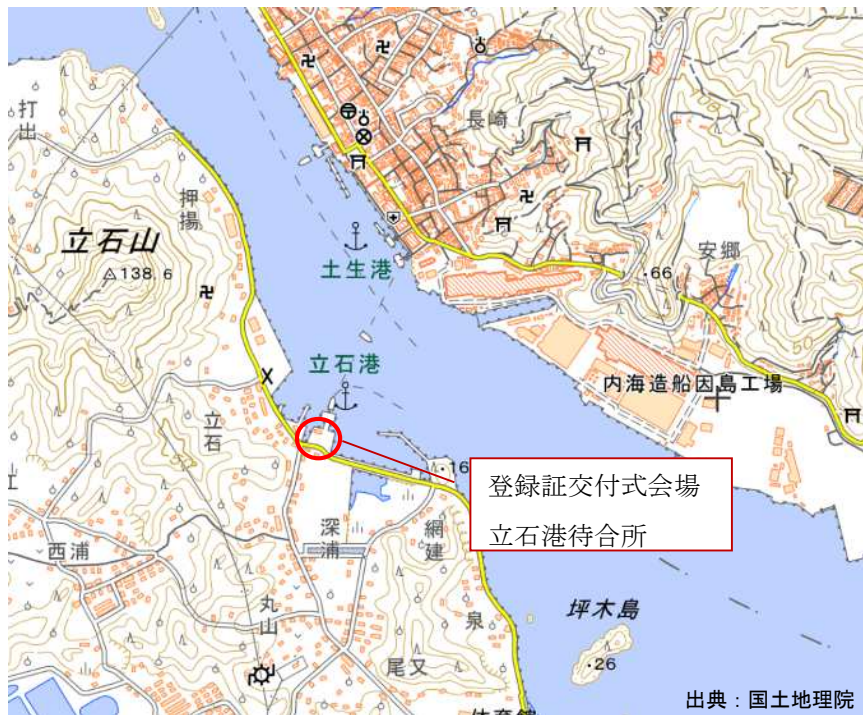 打出
押揚
立石山
138.6
長崎
土生港
安郷
66
立石港
内海造船因島工場
立石
16
登録証交付式会場
立石港待合所
深浦
網建
西浦
丸山
泉
坪木島
尾又
26
出典：国土地理院